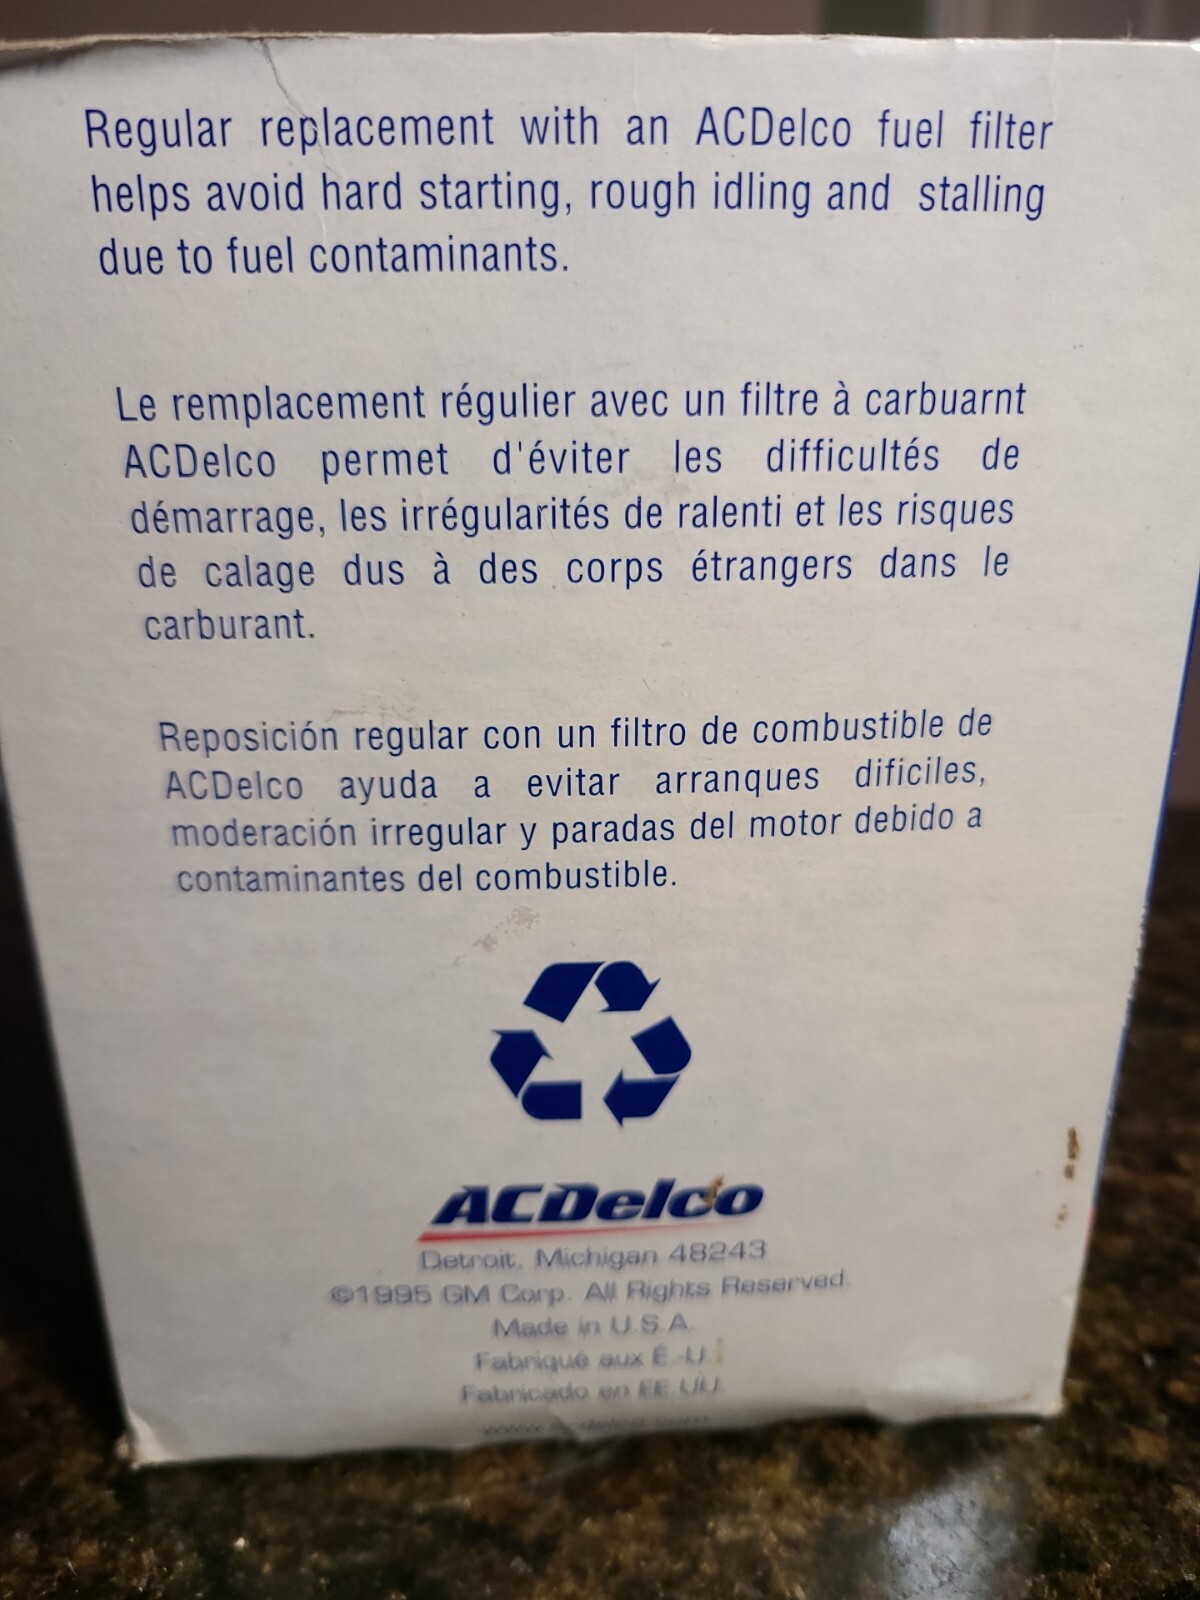 Regular replacement with an ACDelco fuel filter
helps avoid hard starting, rough idling and stalling
due to fuel contaminants.
Le remplacement régulier avec un filtre à carbuarnt
ACDelco permet d'éviter les difficultés de
démarrage, les irrégularités de ralenti et les risques
de calage dus à des corps étrangers dans le
carburant.
Reposición regular con un filtro de combustible de
ACDelco ayuda a evitar arranques dificiles,
moderación irregular y paradas del motor debido a
contaminantes del combustible.
ACDelco
Detroit, Michigan 48243
©1995 GM Corp. All Rights Reserved.
Made in U.S.A.
Fabriqué aux É.-U.
Fabricado en EE.UU.
www.acdelco.com